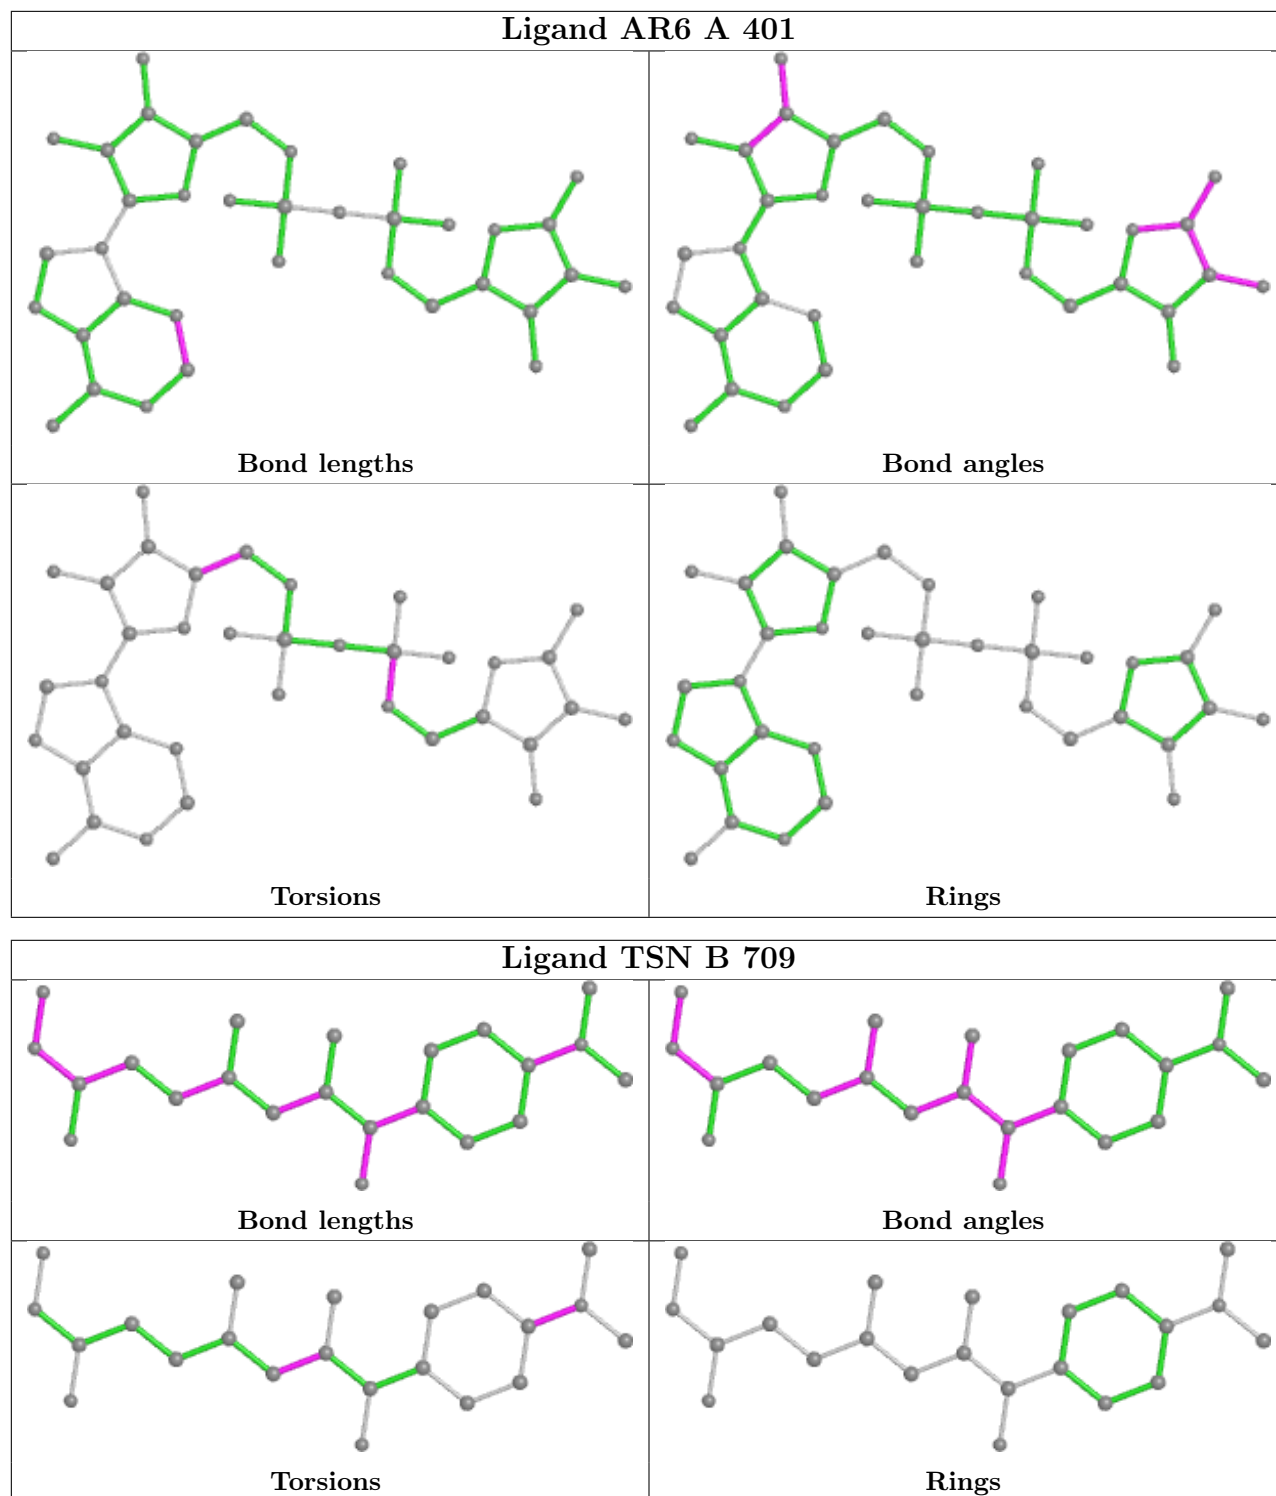 Ligand AR6 A 401
Bond lengths
Bond angles
Torsions
Rings
Ligand TSN B 709
Bond lengths
Bond angles
Torsions
Rings